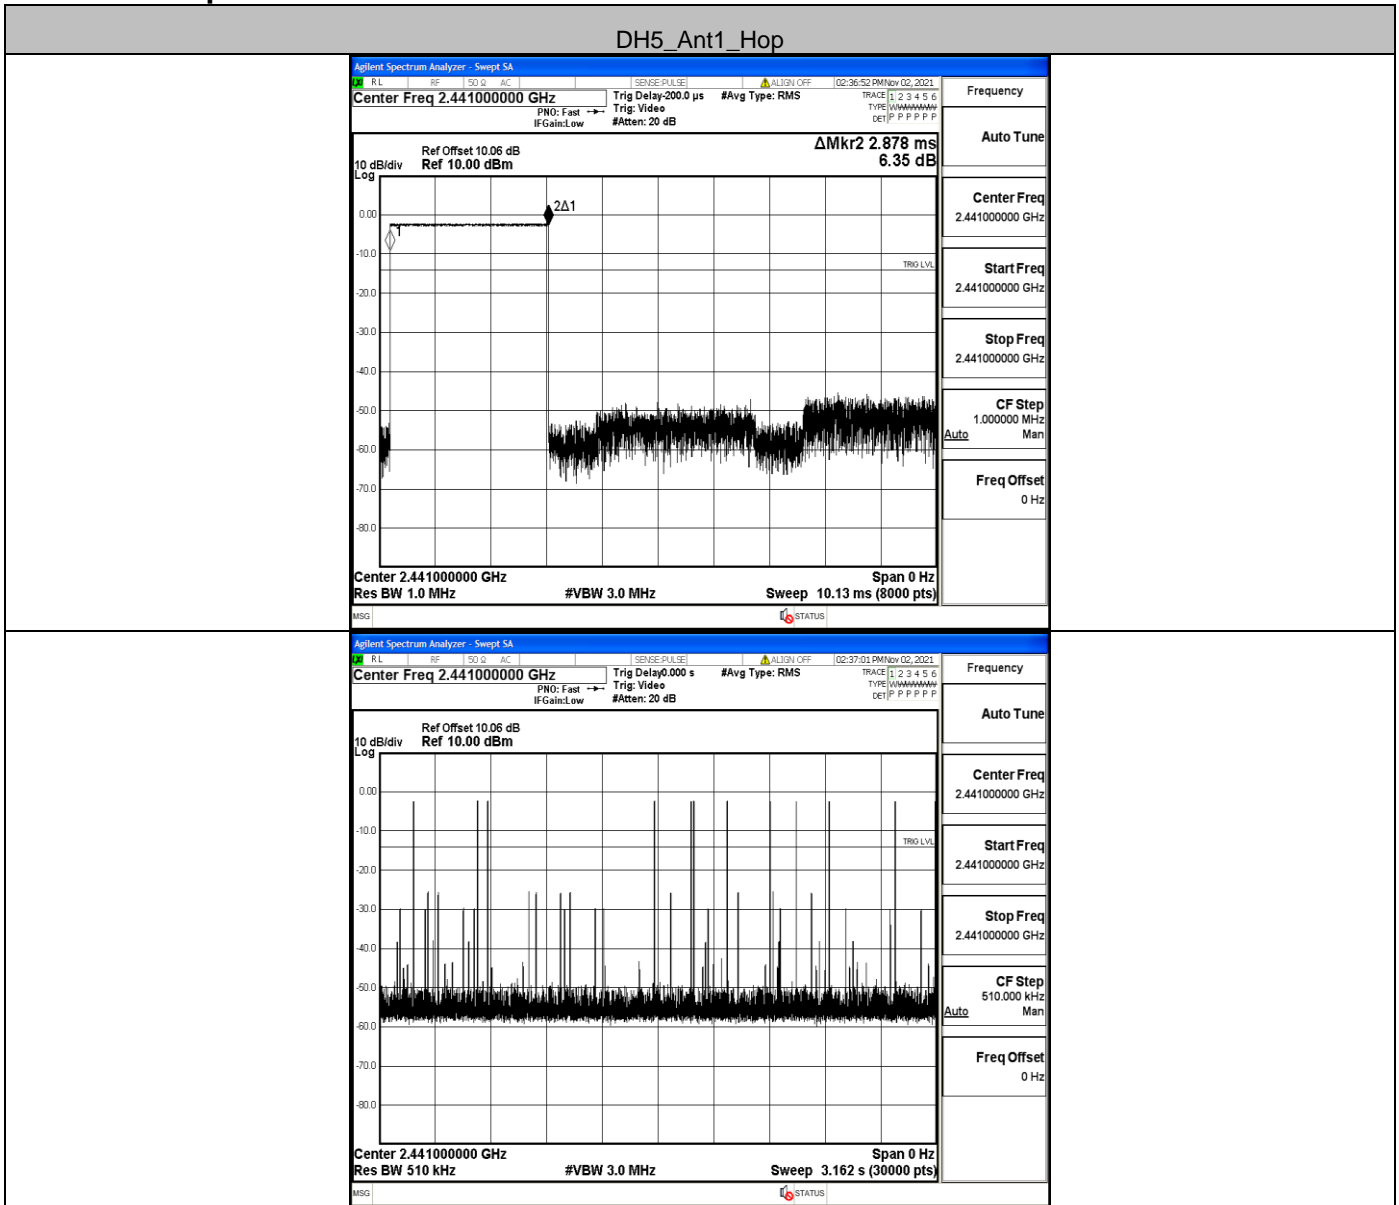 DH5_Ant1_Hop
Agilent Spectrum Analyzer - Swept SA
RL RF 50 Ω AC SENSE:PULSE ALIGN OFF 02:36:52 PM Nov 02, 2021
Center Freq 2.441000000 GHz
PNO: Fast
IFGain:Low
Trig Delay-200.0 µs
Trig: Video
#Atten: 20 dB
#Avg Type: RMS
TRACE 1 2 3 4 5 6
TYPE
DET P P P P P P
Ref Offset 10.06 dB
10 dB/div Ref 10.00 dBm
Log
ΔMkr2 2.878 ms
6.35 dB
0.00
-10.0
-20.0
-30.0
-40.0
-50.0
-60.0
-70.0
-80.0
1
2Δ1
TRIG LVL
Center 2.441000000 GHz Span 0 Hz
Res BW 1.0 MHz #VBW 3.0 MHz Sweep 10.13 ms (8000 pts)
MSG STATUS
Frequency
Auto Tune
Center Freq
2.441000000 GHz
Start Freq
2.441000000 GHz
Stop Freq
2.441000000 GHz
CF Step
1.000000 MHz
Auto Man
Freq Offset
0 Hz
Agilent Spectrum Analyzer - Swept SA
RL RF 50 Ω AC SENSE:PULSE ALIGN OFF 02:37:01 PM Nov 02, 2021
Center Freq 2.441000000 GHz
PNO: Fast
IFGain:Low
Trig Delay0.000 s
Trig: Video
#Atten: 20 dB
#Avg Type: RMS
TRACE 1 2 3 4 5 6
TYPE
DET P P P P P P
Ref Offset 10.06 dB
10 dB/div Ref 10.00 dBm
Log
0.00
-10.0
-20.0
-30.0
-40.0
-50.0
-60.0
-70.0
-80.0
TRIG LVL
Center 2.441000000 GHz Span 0 Hz
Res BW 510 kHz #VBW 3.0 MHz Sweep 3.162 s (30000 pts)
MSG STATUS
Frequency
Auto Tune
Center Freq
2.441000000 GHz
Start Freq
2.441000000 GHz
Stop Freq
2.441000000 GHz
CF Step
510.000 kHz
Auto Man
Freq Offset
0 Hz